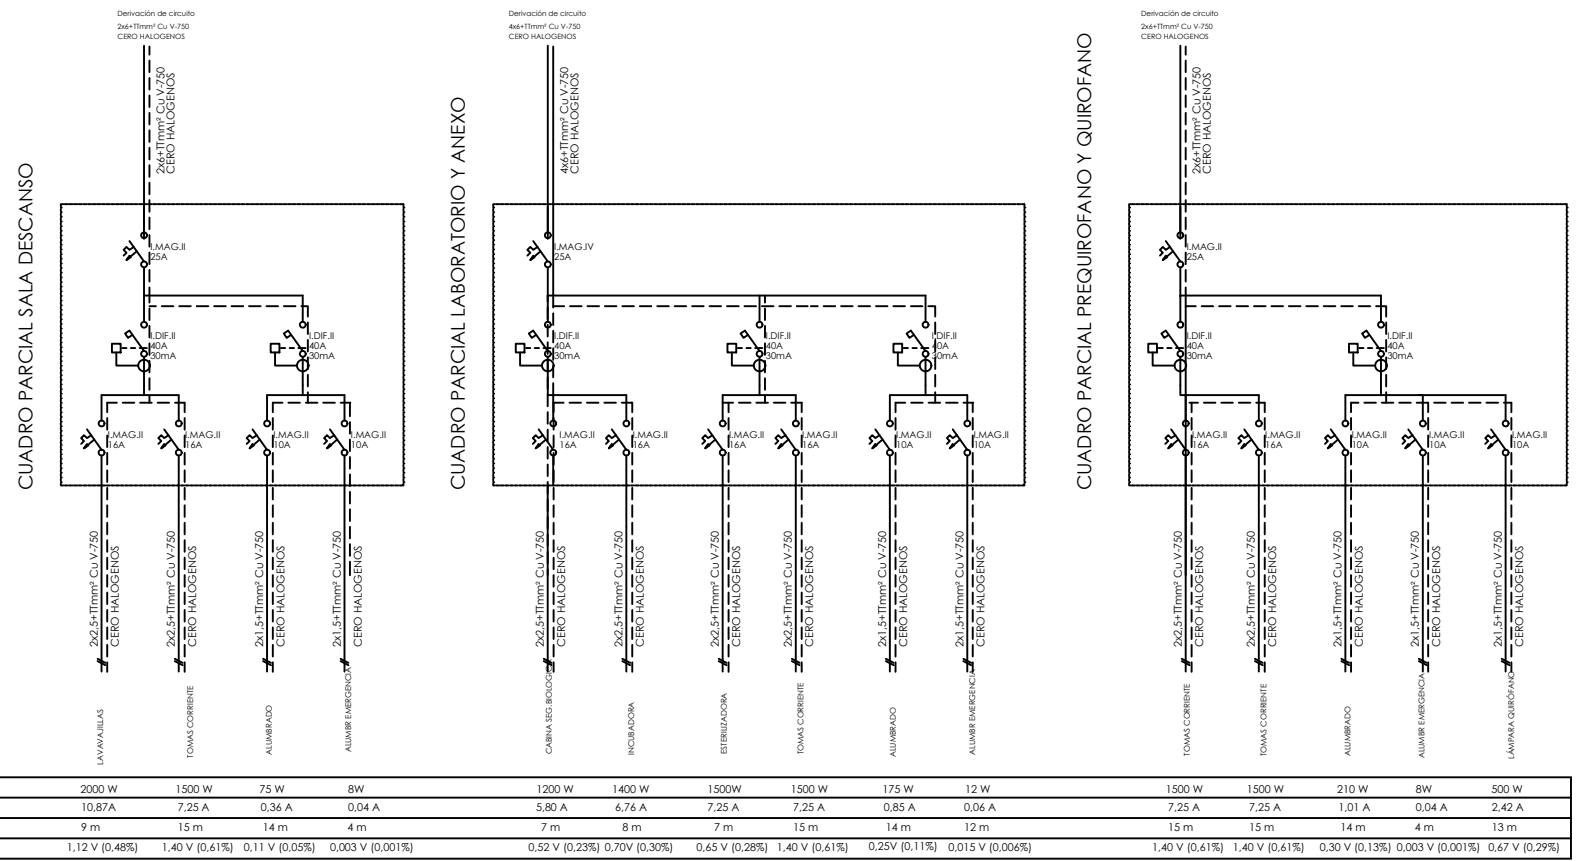 CUADRO PARCIAL SALA DESCANSO
Derivación de circuito
2x6+TTmm² Cu V-750
CERO HALOGENOS
2x6+TTmm² Cu V-750
CERO HALOGENOS
I.MAG.II
25A
I.DIF.II
40A
30mA
I.DIF.II
40A
30mA
I.MAG.II
16A
I.MAG.II
16A
I.MAG.II
10A
I.MAG.II
10A
2x2,5+TTmm² Cu V-750
CERO HALOGENOS
2x2,5+TTmm² Cu V-750
CERO HALOGENOS
2x1,5+TTmm² Cu V-750
CERO HALOGENOS
2x1,5+TTmm² Cu V-750
CERO HALOGENOS
LAVAVAJILLAS
TOMAS CORRIENTE
ALUMBRADO
ALUMBR EMERGENCIA
CUADRO PARCIAL LABORATORIO Y ANEXO
Derivación de circuito
4x6+TTmm² Cu V-750
CERO HALOGENOS
4x6+TTmm² Cu V-750
CERO HALOGENOS
I.MAG.IV
25A
I.DIF.II
40A
30mA
I.DIF.II
40A
30mA
I.DIF.II
40A
30mA
I.MAG.II
16A
I.MAG.II
16A
I.MAG.II
16A
I.MAG.II
16A
I.MAG.II
10A
I.MAG.II
10A
2x2,5+TTmm² Cu V-750
CERO HALOGENOS
2x2,5+TTmm² Cu V-750
CERO HALOGENOS
2x2,5+TTmm² Cu V-750
CERO HALOGENOS
2x2,5+TTmm² Cu V-750
CERO HALOGENOS
2x1,5+TTmm² Cu V-750
CERO HALOGENOS
2x1,5+TTmm² Cu V-750
CERO HALOGENOS
CABINA SEG.BIOLOGIC
INCUBADORA
ESTERILIZADORA
TOMAS CORRIENTE
ALUMBRADO
ALUMBR EMERGENCIA
CUADRO PARCIAL PREQUIROFANO Y QUIROFANO
Derivación de circuito
2x6+TTmm² Cu V-750
CERO HALOGENOS
2x6+TTmm² Cu V-750
CERO HALOGENOS
I.MAG.II
25A
I.DIF.II
40A
30mA
I.DIF.II
40A
30mA
I.MAG.II
16A
I.MAG.II
16A
I.MAG.II
10A
I.MAG.II
10A
I.MAG.II
10A
2x2,5+TTmm² Cu V-750
CERO HALOGENOS
2x2,5+TTmm² Cu V-750
CERO HALOGENOS
2x1,5+TTmm² Cu V-750
CERO HALOGENOS
2x1,5+TTmm² Cu V-750
CERO HALOGENOS
2x1,5+TTmm² Cu V-750
CERO HALOGENOS
TOMAS CORRIENTE
TOMAS CORRIENTE
ALUMBRADO
ALUMBR EMERGENCIA
LÁMPARA QUIRÓFANO
2000 W 1500 W 75 W 8W 1200 W 1400 W 1500W 1500 W 175 W 12 W 1500 W 1500 W 210 W 8W 500 W
10,87A 7,25 A 0,36 A 0,04 A 5,80 A 6,76 A 7,25 A 7,25 A 0,85 A 0,06 A 7,25 A 7,25 A 1,01 A 0,04 A 2,42 A
9 m 15 m 14 m 4 m 7 m 8 m 7 m 15 m 14 m 12 m 15 m 15 m 14 m 4 m 13 m
1,12 V (0,48%) 1,40 V (0,61%) 0,11 V (0,05%) 0,003 V (0,001%) 0,52 V (0,23%) 0,70V (0,30%) 0,65 V (0,28%) 1,40 V (0,61%) 0,25V (0,11%) 0,015 V (0,006%) 1,40 V (0,61%) 1,40 V (0,61%) 0,30 V (0,13%) 0,003 V (0,001%) 0,67 V (0,29%)